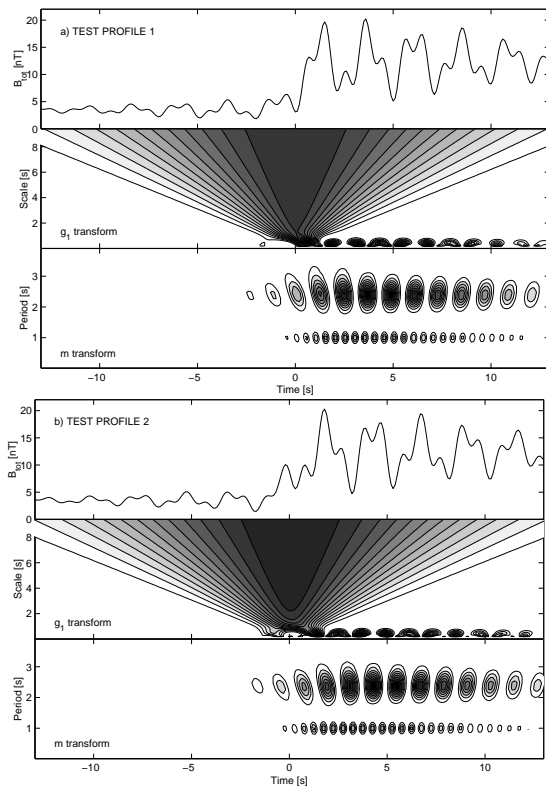 a) TEST PROFILE 1
B_tot [nT]
20
15
10
5
0
Scale [s]
8
6
4
2
g_1 transform
Period [s]
3
2
1
m transform
−10 −5 0 5 10
Time [s]
b) TEST PROFILE 2
B_tot [nT]
20
15
10
5
0
Scale [s]
8
6
4
2
g_1 transform
Period [s]
3
2
1
m transform
−10 −5 0 5 10
Time [s]